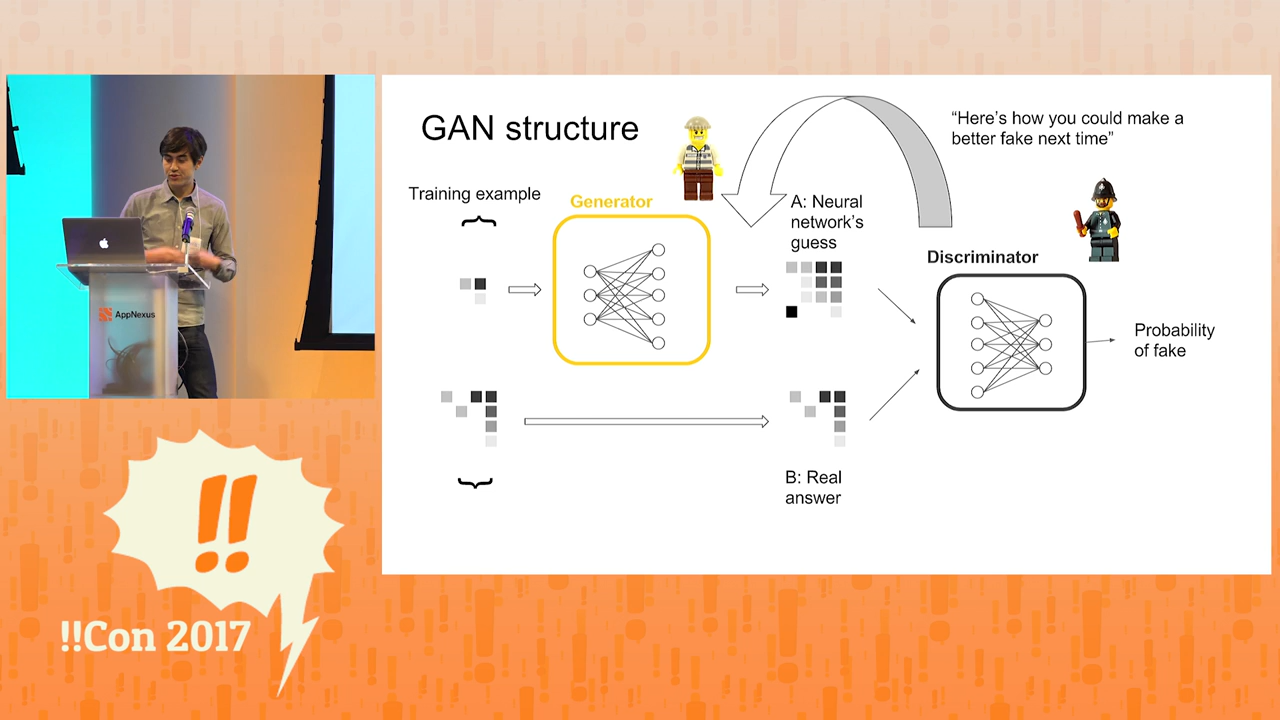 GAN structure
“Here’s how you could make a
better fake next time”
Training example
Generator
A: Neural
network’s
guess
Discriminator
Probability
of fake
B: Real
answer
AppNexus
!!
!!Con 2017